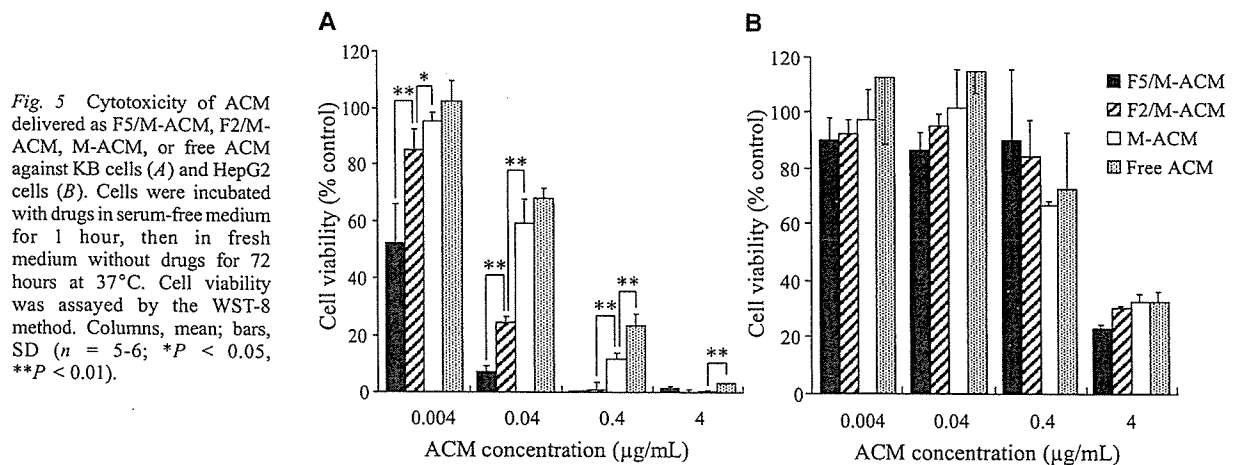 Fig. 5 Cytotoxicity of ACM
delivered as F5/M-ACM, F2/M-
ACM, M-ACM, or free ACM
against KB cells (A) and HepG2
cells (B). Cells were incubated
with drugs in serum-free medium
for 1 hour, then in fresh
medium without drugs for 72
hours at 37°C. Cell viability
was assayed by the WST-8
method. Columns, mean; bars,
SD (n = 5-6; *P < 0.05,
**P < 0.01).
A
Cell viability (% control)
120
100
80
60
40
20
0
** *
** **
** **
**
0.004 0.04 0.4 4
ACM concentration (µg/mL)
B
Cell viability (% control)
120
100
80
60
40
20
0
0.004 0.04 0.4 4
ACM concentration (µg/mL)
F5/M-ACM
F2/M-ACM
M-ACM
Free ACM